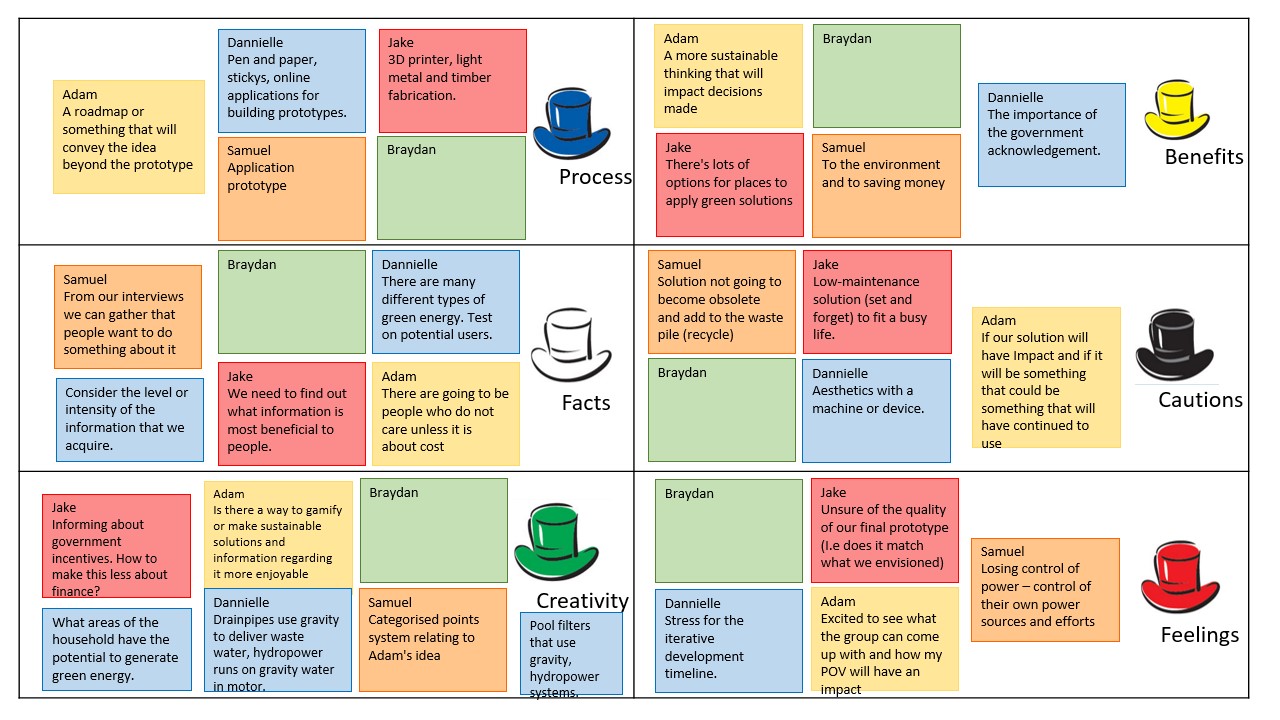 Adam
A roadmap or
something that will
convey the idea
beyond the prototype
Dannielle
Pen and paper,
stickys, online
applications for
building prototypes.
Jake
3D printer, light
metal and timber
fabrication.
Samuel
Application
prototype
Braydan
Process
Adam
A more sustainable
thinking that will
impact decisions
made
Braydan
Jake
There's lots of
options for places to
apply green solutions
Samuel
To the environment
and to saving money
Dannielle
The importance of
the government
acknowledgement.
Benefits
Samuel
From our interviews
we can gather that
people want to do
something about it
Consider the level or
intensity of the
information that we
acquire.
Braydan
Dannielle
There are many
different types of
green energy. Test
on potential users.
Jake
We need to find out
what information is
most beneficial to
people.
Adam
There are going to be
people who do not
care unless it is
about cost
Facts
Samuel
Solution not going to
become obsolete
and add to the waste
pile (recycle)
Jake
Low-maintenance
solution (set and
forget) to fit a busy
life.
Braydan
Dannielle
Aesthetics with a
machine or device.
Adam
If our solution will
have Impact and if it
will be something
that could be
something that will
have continued to
use
Cautions
Jake
Informing about
government
incentives. How to
make this less about
finance?
Adam
Is there a way to gamify
or make sustainable
solutions and
information regarding
it more enjoyable
Braydan
What areas of the
household have the
potential to generate
green energy.
Dannielle
Drainpipes use gravity
to deliver waste
water, hydropower
runs on gravity water
in motor.
Samuel
Categorised points
system relating to
Adam's idea
Creativity
Pool filters
that use
gravity,
hydropower
systems.
Braydan
Jake
Unsure of the quality
of our final prototype
(I.e does it match
what we envisioned)
Dannielle
Stress for the
iterative
development
timeline.
Adam
Excited to see what
the group can come
up with and how my
POV will have an
impact
Samuel
Losing control of
power – control of
their own power
sources and efforts
Feelings